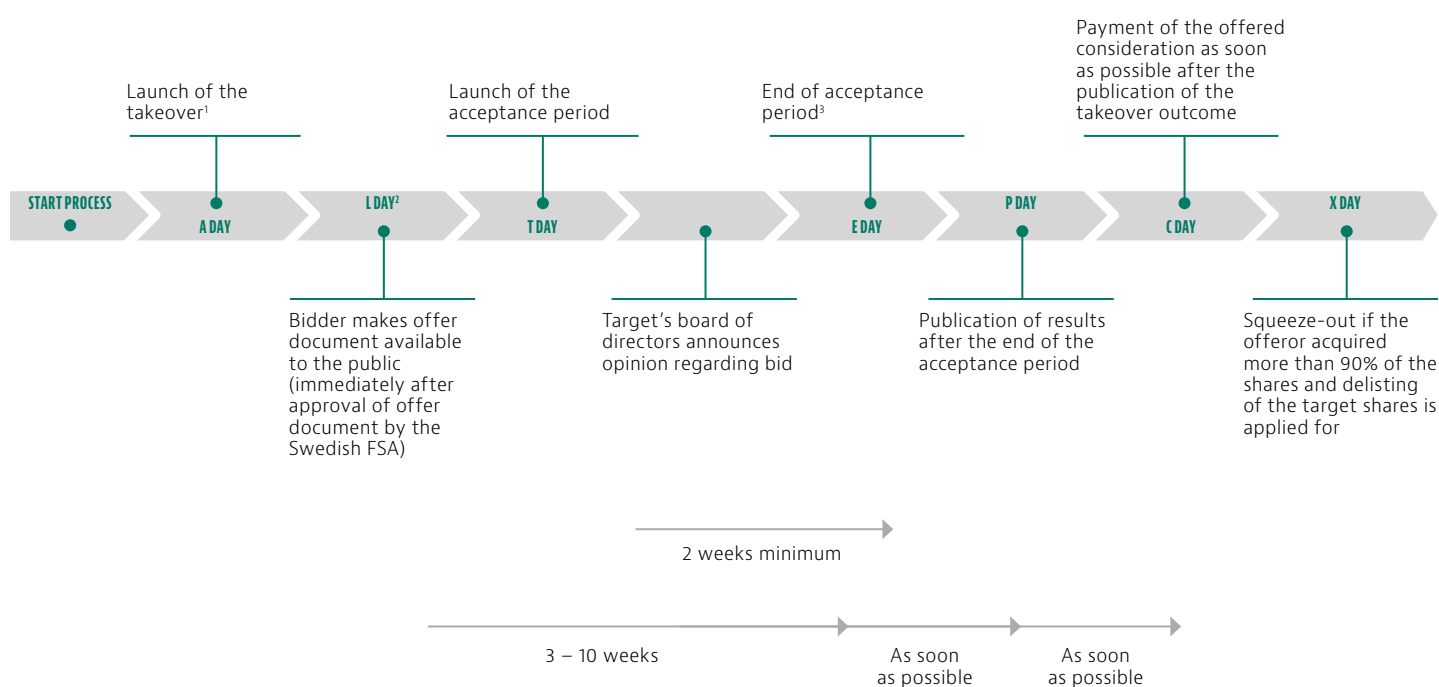 Payment of the offered
consideration as soon
as possible after the
publication of the
takeover outcome
Launch of the
takeover¹
Launch of the
acceptance period
End of acceptance
period³
START PROCESS
A DAY
L DAY²
T DAY
E DAY
P DAY
C DAY
X DAY
Bidder makes offer
document available
to the public
(immediately after
approval of offer
document by the
Swedish FSA)
Target’s board of
directors announces
opinion regarding bid
Publication of results
after the end of the
acceptance period
Squeeze-out if the
offeror acquired
more than 90% of the
shares and delisting
of the target shares is
applied for
2 weeks minimum
3 – 10 weeks
As soon
as possible
As soon
as possible